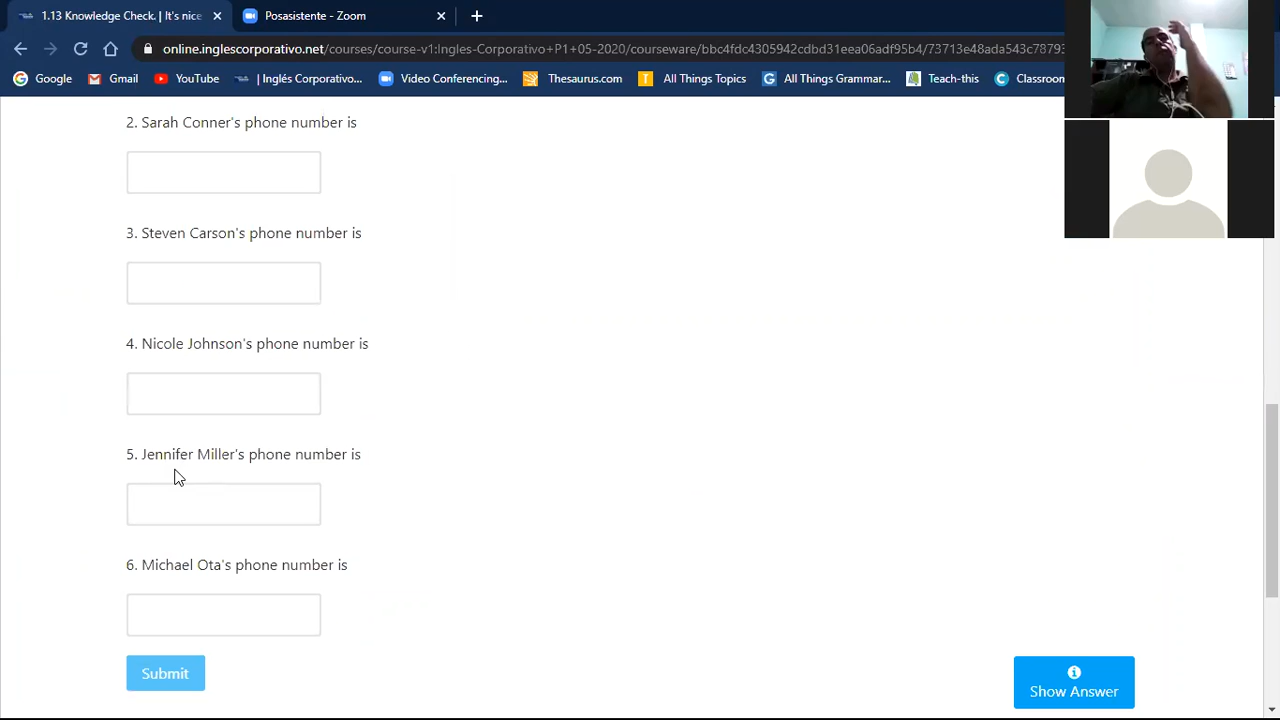 1.13 Knowledge Check. | It's nice
Posasistente - Zoom
online.inglescorporativo.net/courses/course-v1:Ingles-Corporativo+P1+05-2020/courseware/bbc4fdc4305942cdbd31eea06adf95b4/73713e48ada543c78793
Google
Gmail
YouTube
| Inglés Corporativo...
Video Conferencing...
Thesaurus.com
All Things Topics
All Things Grammar...
Teach-this
Classroom
2. Sarah Conner's phone number is
3. Steven Carson's phone number is
4. Nicole Johnson's phone number is
5. Jennifer Miller's phone number is
6. Michael Ota's phone number is
Submit
Show Answer